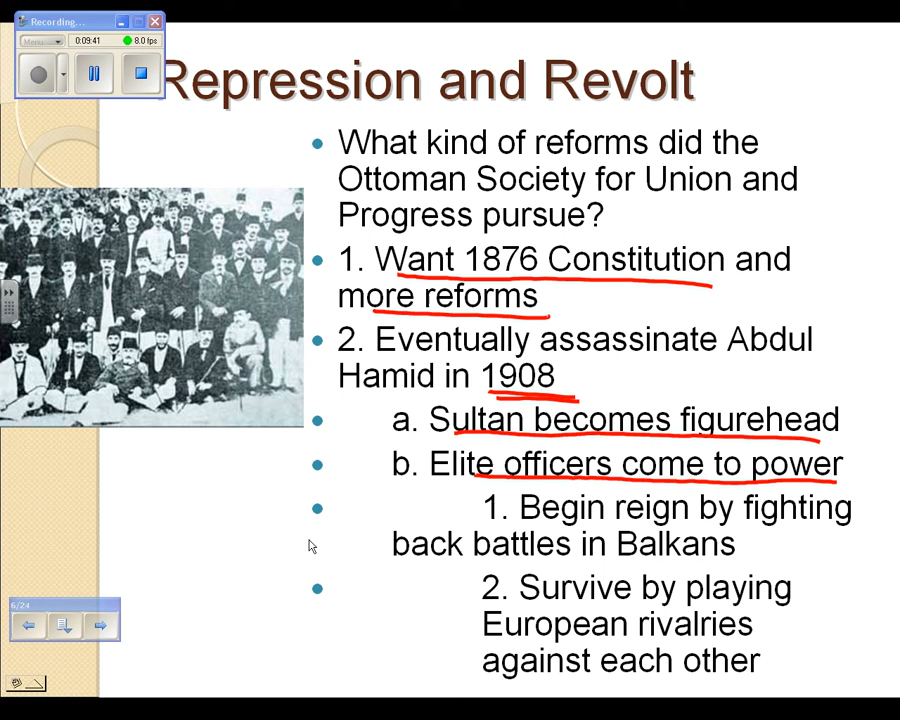 Recording...
Menu
0:09:41
8.0 fps
Repression and Revolt
What kind of reforms did the
Ottoman Society for Union and
Progress pursue?
1. Want 1876 Constitution and
more reforms
2. Eventually assassinate Abdul
Hamid in 1908
a. Sultan becomes figurehead
b. Elite officers come to power
1. Begin reign by fighting
back battles in Balkans
2. Survive by playing
European rivalries
against each other
6/24